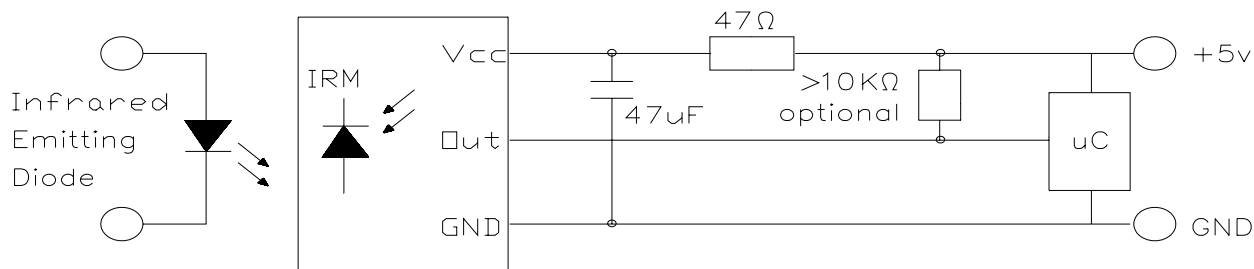 Infrared
Emitting
Diode
IRM
Vcc
Out
GND
47Ω
47uF
>10KΩ
optional
uC
+5v
GND